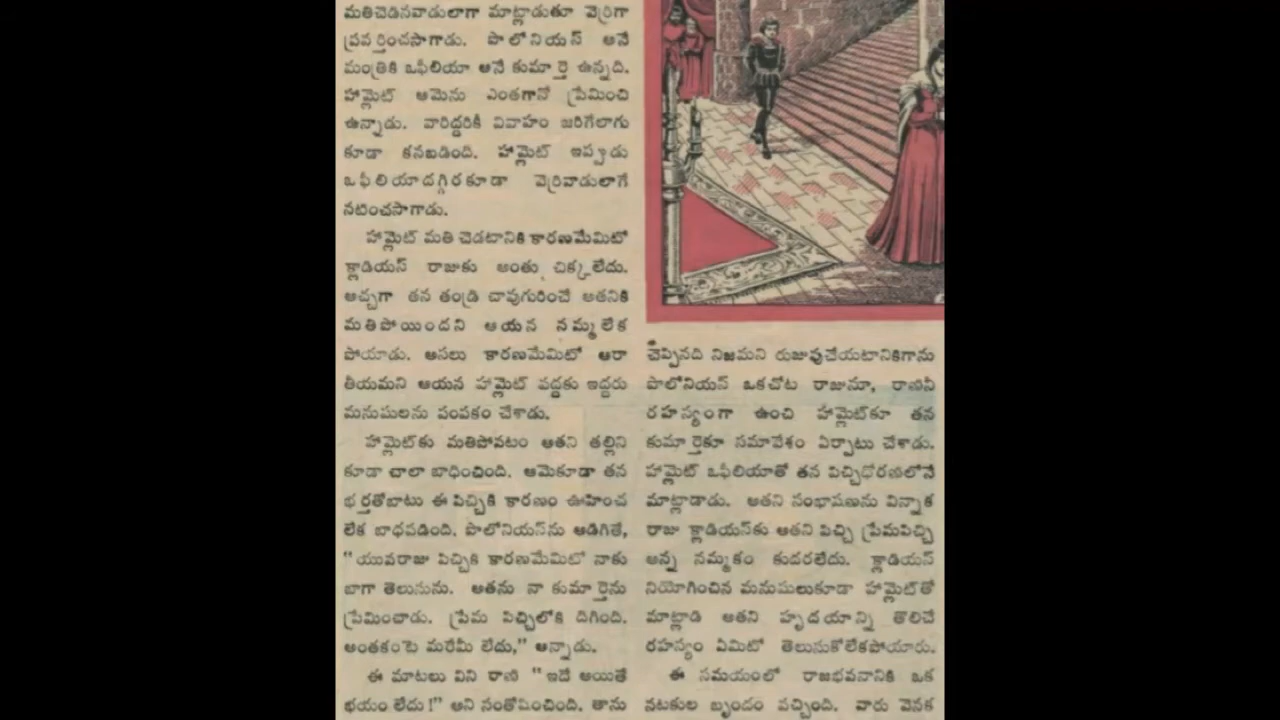 మతిచెడినవాడులాగా మాట్లాడుతూ వెర్రిగా
ప్రవర్తించసాగాడు. పొలోనియస్ అనే
మంత్రికి ఒఫీలియా అనే కుమార్తె ఉన్నది.
హామ్లెట్ ఆమెను ఎంతగానో ప్రేమించి
ఉన్నాడు. వారిద్దరికీ వివాహం జరిగేలాగు
కూడా కనబడింది. హామ్లెట్ ఇప్పుడు
ఒఫీలియాదగ్గిరకూడా వెర్రివాడులాగే
నటించసాగాడు.
హామ్లెట్ మతి చెడటానికి కారణమేమిటో
క్లాడియస్ రాజుకు అంతు చిక్కలేదు.
అచ్చగా తన తండ్రి చావుగురించే అతనికి
మతిపోయిందని ఆయన నమ్మలేక
పోయాడు. అసలు కారణమేమిటో ఆరా
తీయమని ఆయన హామ్లెట్ వద్దకు ఇద్దరు
మనుషులను పంపకం చేశాడు.
హామ్లెట్‌కు మతిపోవటం అతని తల్లిని
కూడా చాలా బాధించింది. ఆమెకూడా తన
భర్తతోబాటు ఈ పిచ్చికి కారణం ఊహించ
లేక బాధపడింది. పొలోనియస్‌ను అడిగితే,
"యువరాజు పిచ్చికి కారణమేమిటో నాకు
బాగా తెలుసును. అతను నా కుమార్తెను
ప్రేమించాడు. ప్రేమ పిచ్చిలోకి దిగింది.
అంతకంటె మరేమీ లేదు," అన్నాడు.
ఈ మాటలు విని రాణి "ఇదే అయితే
భయం లేదు!" అని సంతోషించింది. తాను
చెప్పినది నిజమని రుజువుచేయటానికిగాను
పొలోనియస్ ఒకచోట రాజునూ, రాణినీ
రహస్యంగా ఉంచి హామ్లెట్‌కూ తన
కుమార్తెకూ సమావేశం ఏర్పాటు చేశాడు.
హామ్లెట్ ఒఫీలియాతో తన పిచ్చిధోరణిలోనే
మాట్లాడాడు. అతని సంభాషణను విన్నాక
రాజు క్లాడియస్‌కు అతని పిచ్చి ప్రేమపిచ్చి
అన్న నమ్మకం కుదరలేదు. క్లాడియస్
నియోగించిన మనుషులుకూడా హామ్లెట్‌తో
మాట్లాడి అతని హృదయాన్ని తొలిచే
రహస్యం ఏమిటో తెలుసుకోలేకపోయారు.
ఈ సమయంలో రాజభవనానికి ఒక
నటకుల బృందం వచ్చింది. వారు వెనక